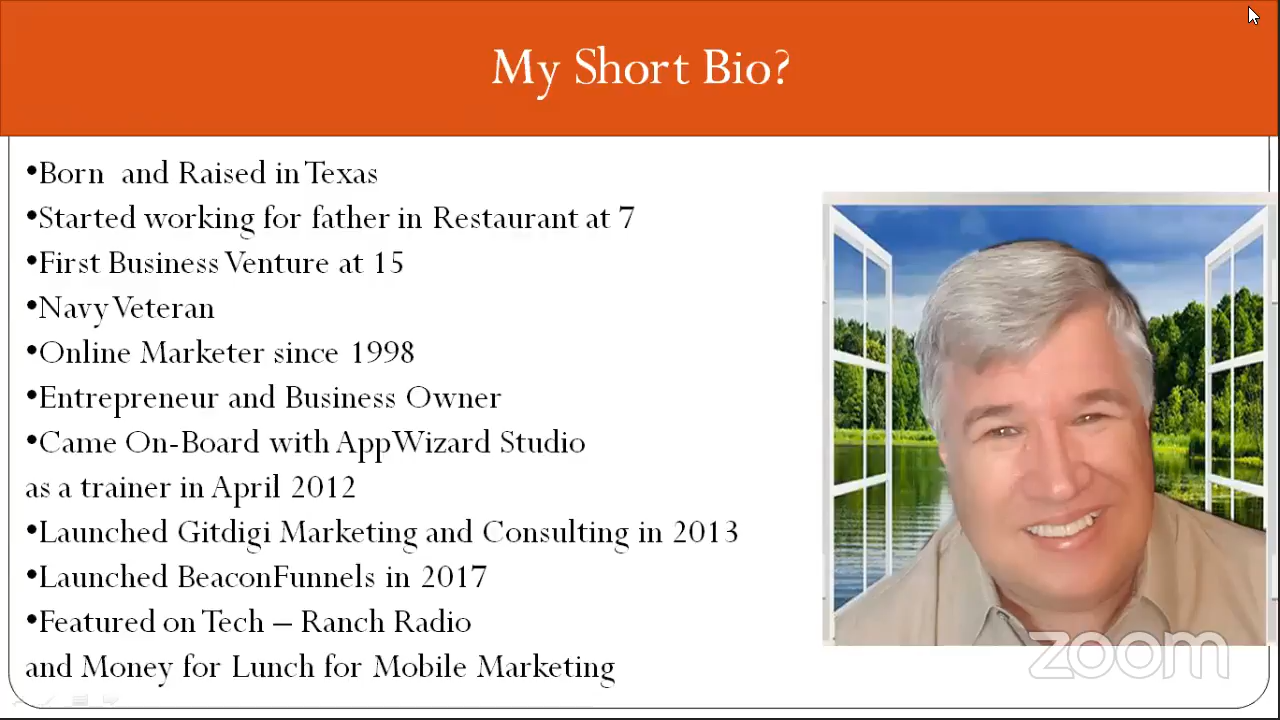 My Short Bio?
•Born and Raised in Texas
•Started working for father in Restaurant at 7
•First Business Venture at 15
•Navy Veteran
•Online Marketer since 1998
•Entrepreneur and Business Owner
•Came On-Board with AppWizard Studio
as a trainer in April 2012
•Launched Gitdigi Marketing and Consulting in 2013
•Launched BeaconFunnels in 2017
•Featured on Tech – Ranch Radio
and Money for Lunch for Mobile Marketing
zoom